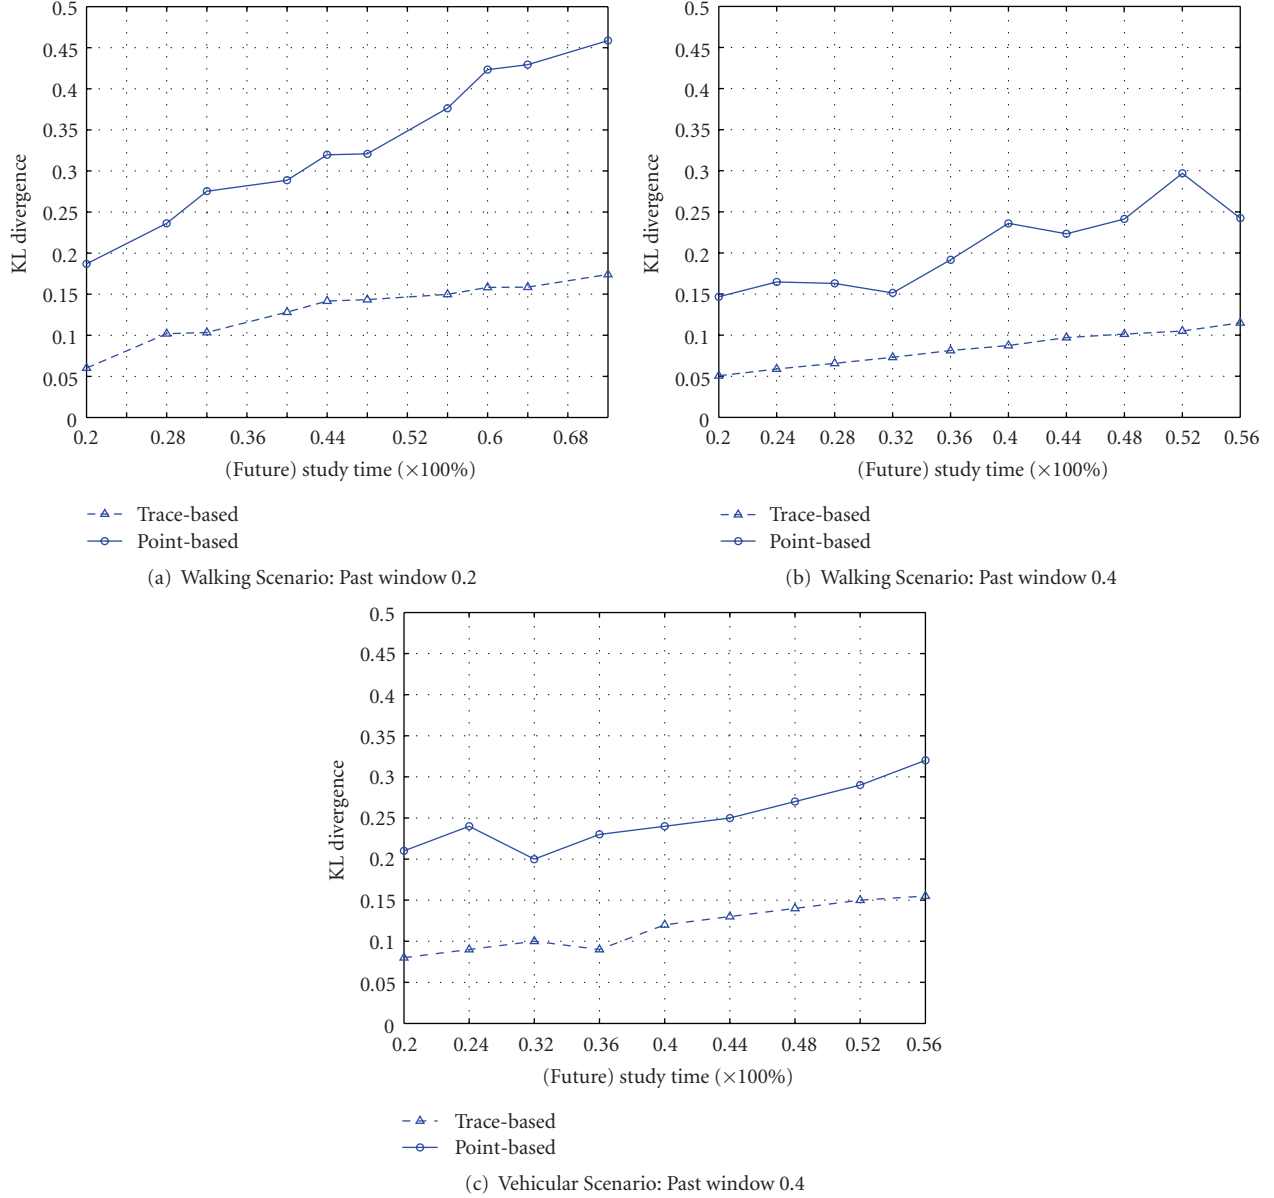 0.5
0.45
0.4
0.35
0.3
0.25
0.2
0.15
0.1
0.05
0
KL divergence
0.2 0.28 0.36 0.44 0.52 0.6 0.68
(Future) study time (×100%)
Trace-based
Point-based
(a) Walking Scenario: Past window 0.2
0.5
0.45
0.4
0.35
0.3
0.25
0.2
0.15
0.1
0.05
0
KL divergence
0.2 0.24 0.28 0.32 0.36 0.4 0.44 0.48 0.52 0.56
(Future) study time (×100%)
Trace-based
Point-based
(b) Walking Scenario: Past window 0.4
0.5
0.45
0.4
0.35
0.3
0.25
0.2
0.15
0.1
0.05
0
KL divergence
0.2 0.24 0.32 0.36 0.4 0.44 0.48 0.52 0.56
(Future) study time (×100%)
Trace-based
Point-based
(c) Vehicular Scenario: Past window 0.4